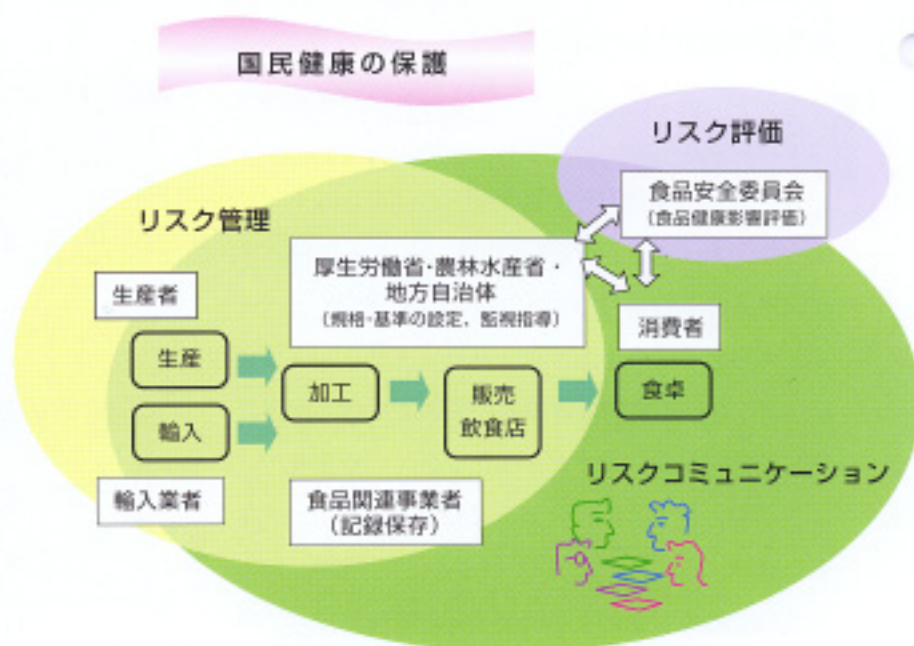 国民健康の保護
リスク評価
食品安全委員会
(食品健康影響評価)
リスク管理
厚生労働省・農林水産省・
地方自治体
(規格・基準の設定、監視指導)
生産者
消費者
生産
加工
販売
飲食店
食卓
輸入
リスクコミュニケーション
輸入業者
食品関連事業者
(記録保存)